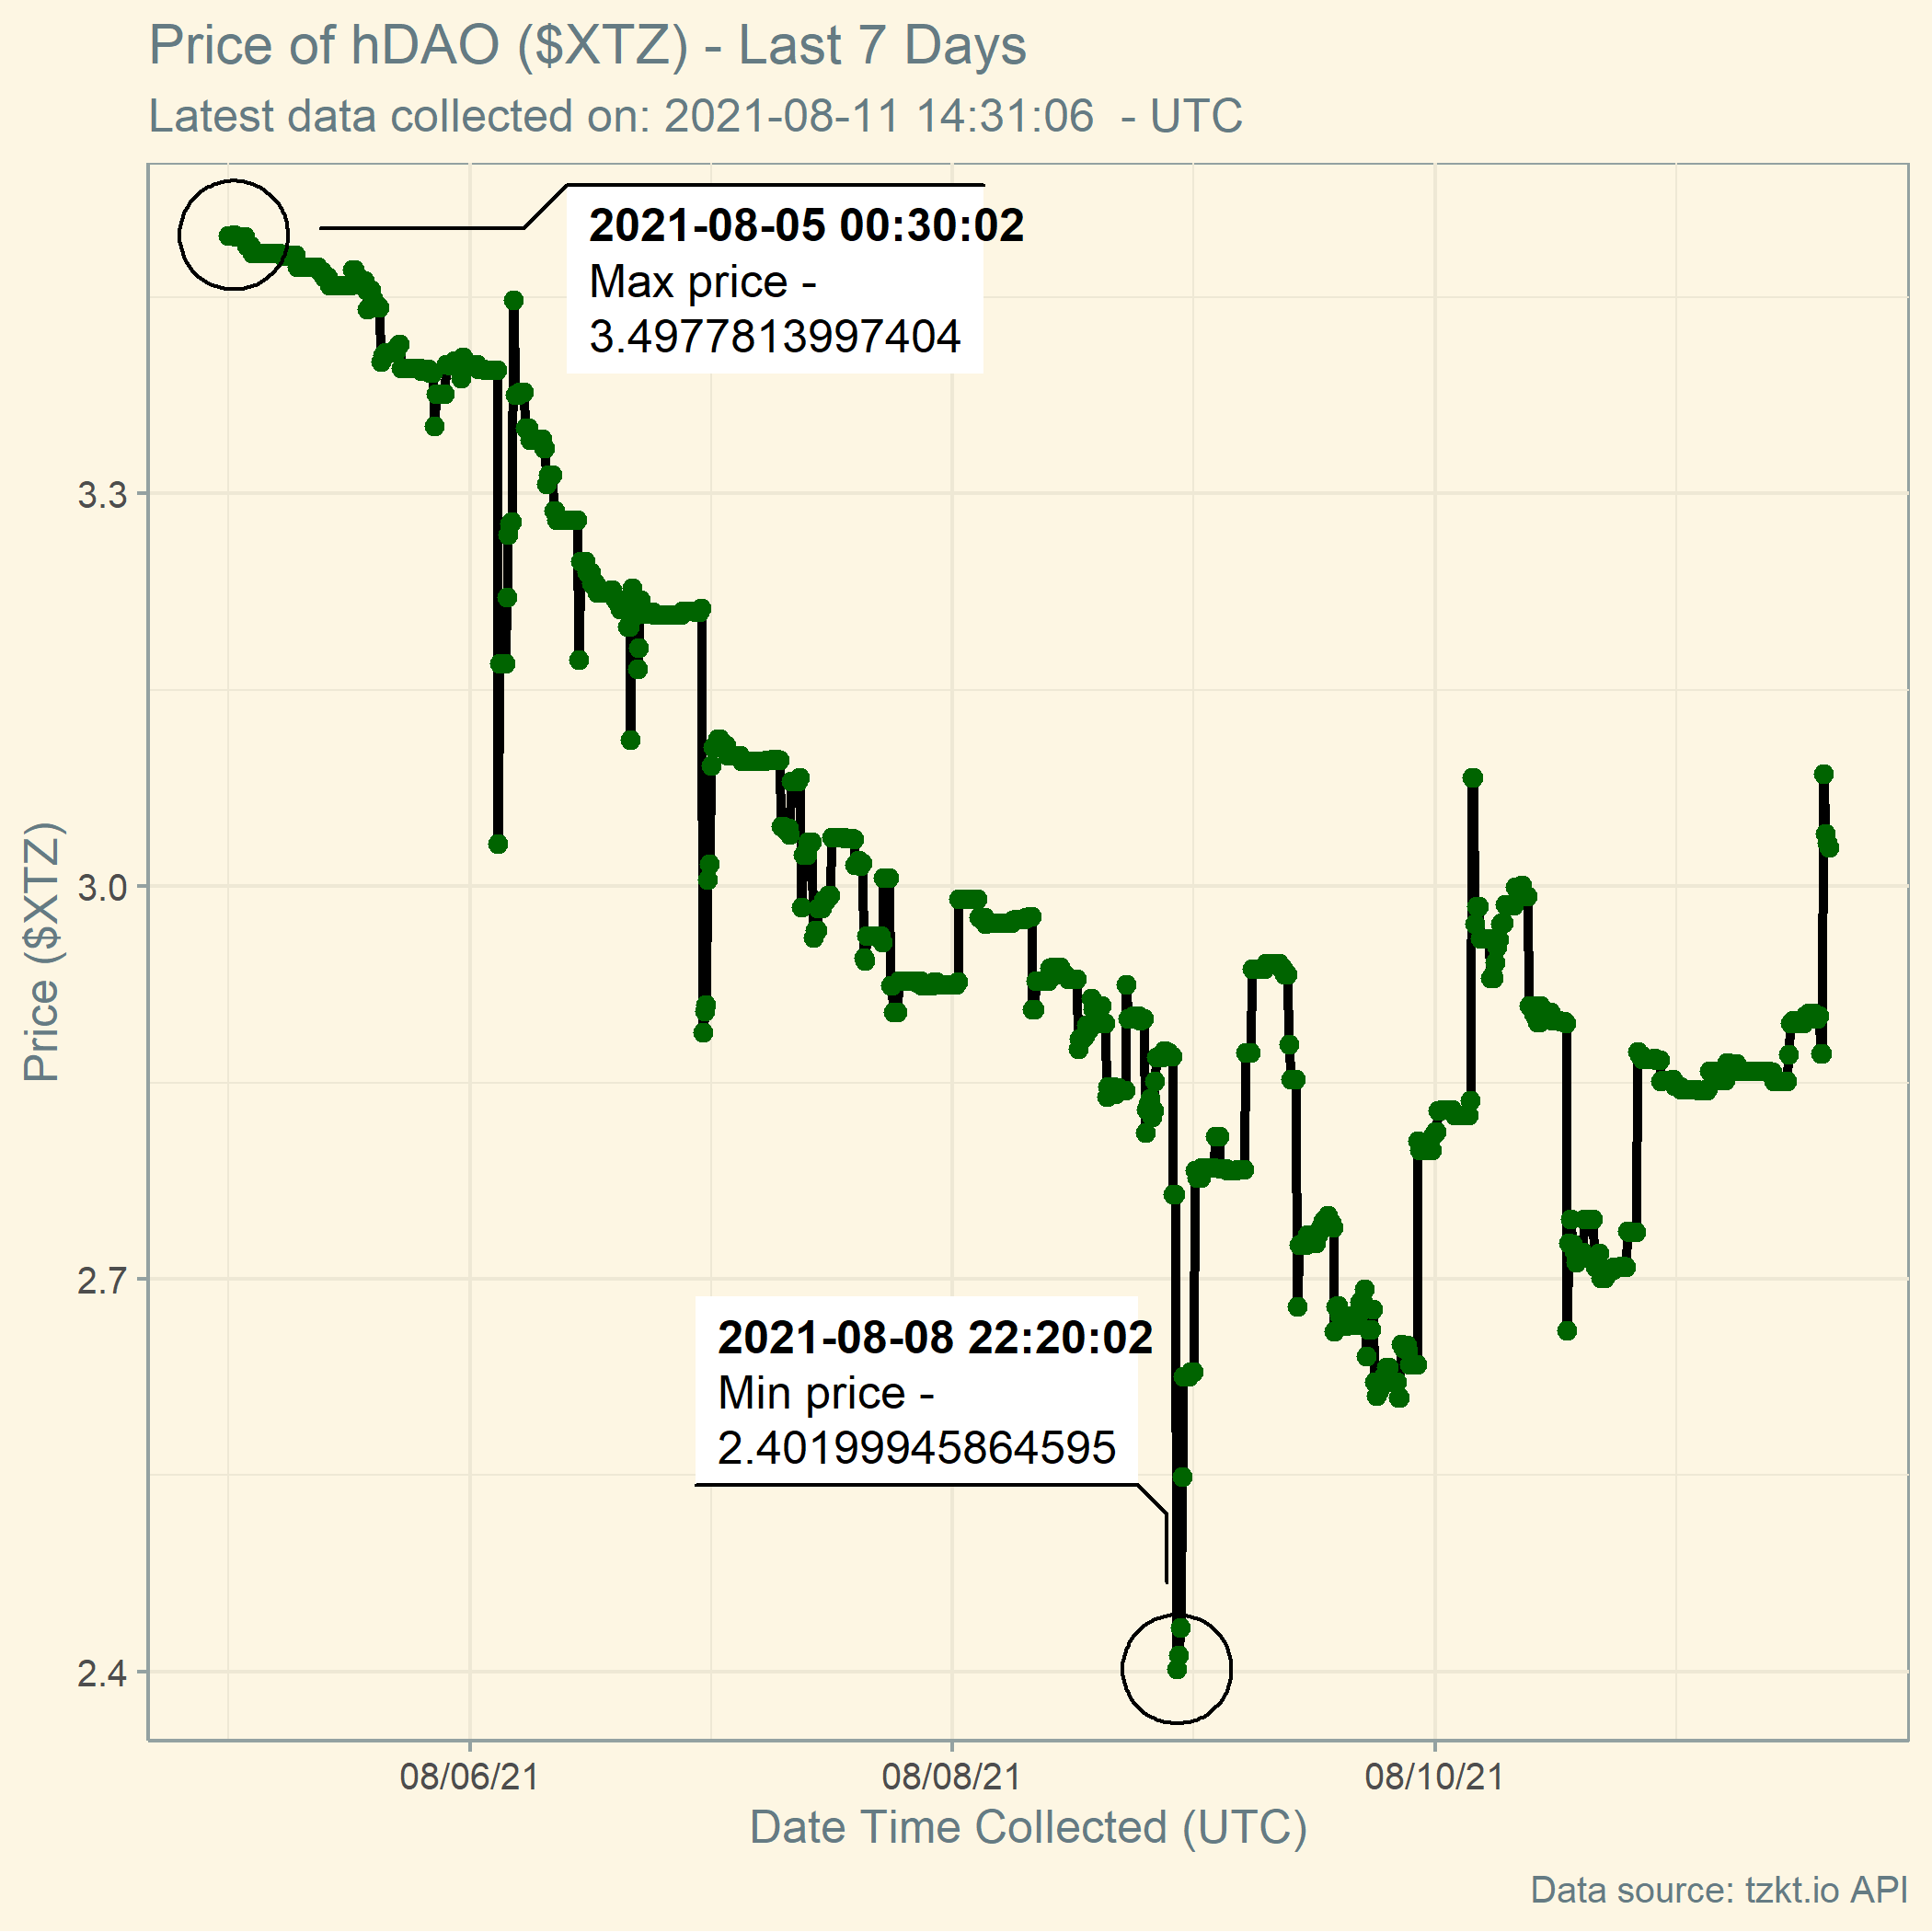 Price of hDAO ($XTZ) - Last 7 Days
Latest data collected on: 2021-08-11 14:31:06  - UTC
2021-08-05 00:30:02
Max price -
3.4977813997404
3.3
3.0
2.7
2.4
Price ($XTZ)
2021-08-08 22:20:02
Min price -
2.40199945864595
08/06/21
08/08/21
08/10/21
Date Time Collected (UTC)
Data source: tzkt.io API